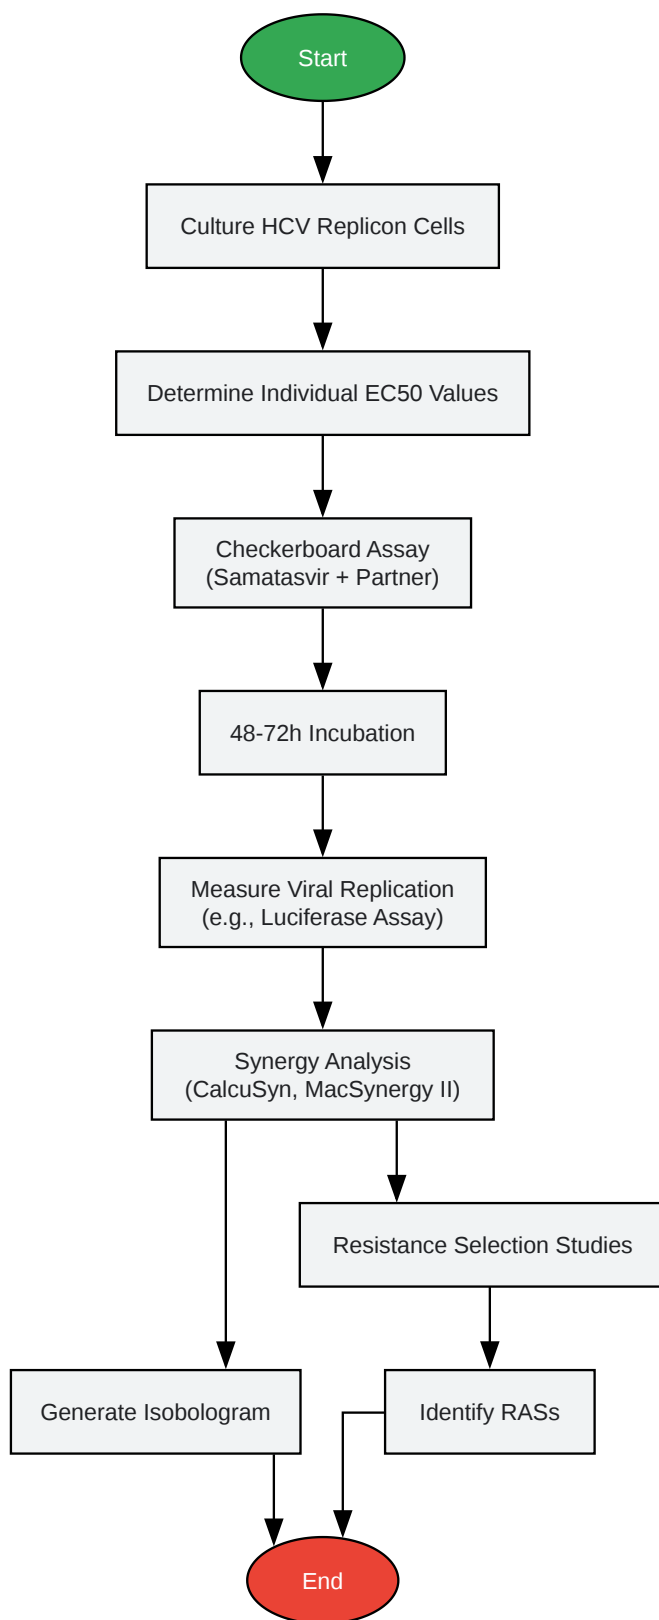 Start
Culture HCV Replicon Cells
Determine Individual EC50 Values
Checkerboard Assay
(Samatasvir + Partner)
48-72h Incubation
Measure Viral Replication
(e.g., Luciferase Assay)
Synergy Analysis
(CalcuSyn, MacSynergy II)
Resistance Selection Studies
Generate Isobologram
Identify RASs
End